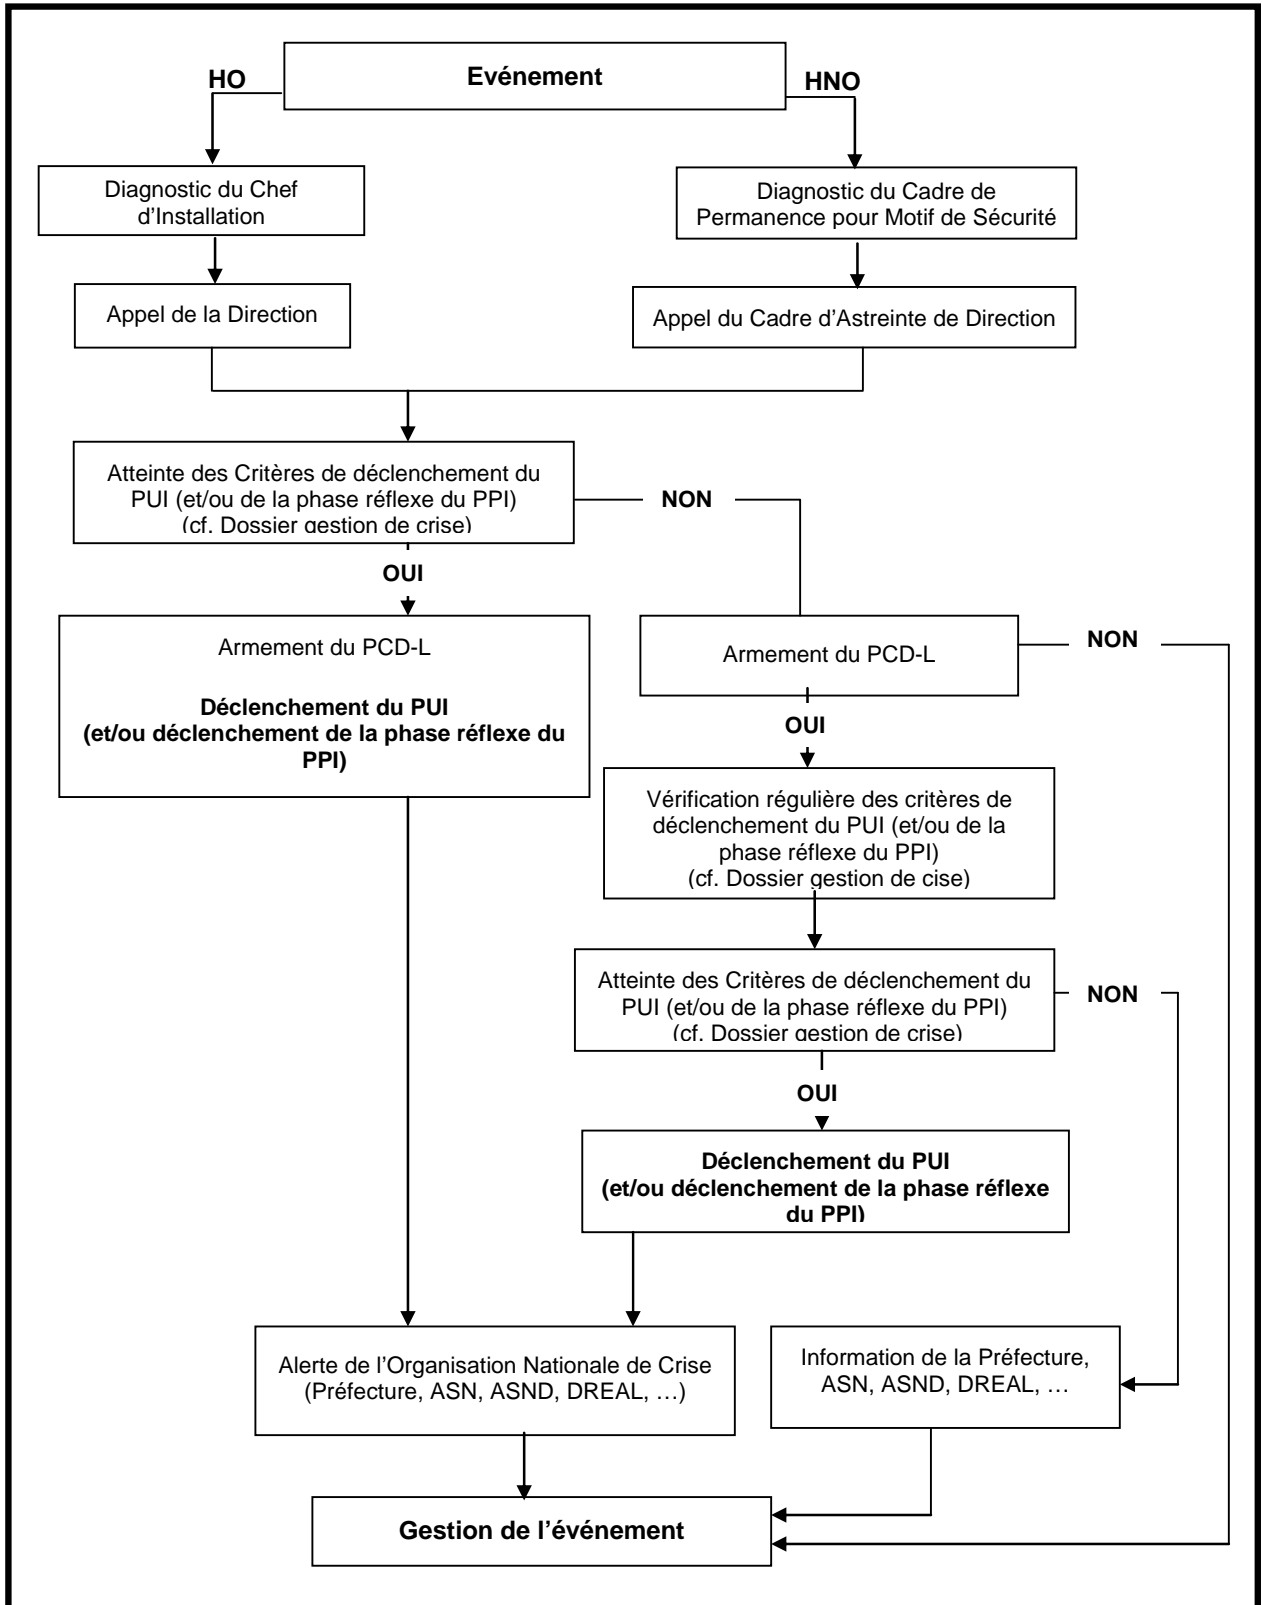 Evénement
HO
HNO
Diagnostic du Chef
d'Installation
Diagnostic du Cadre de
Permanence pour Motif de Sécurité
Appel de la Direction
Appel du Cadre d'Astreinte de Direction
Atteinte des Critères de déclenchement du
PUI (et/ou de la phase réflexe du PPI)
(cf. Dossier gestion de crise)
NON
OUI
Armement du PCD-L
Déclenchement du PUI
(et/ou déclenchement de la phase réflexe du
PPI)
Armement du PCD-L
NON
OUI
Vérification régulière des critères de
déclenchement du PUI (et/ou de la
phase réflexe du PPI)
(cf. Dossier gestion de cise)
Atteinte des Critères de déclenchement du
PUI (et/ou de la phase réflexe du PPI)
(cf. Dossier gestion de crise)
NON
OUI
Déclenchement du PUI
(et/ou déclenchement de la phase réflexe
du PPI)
Alerte de l'Organisation Nationale de Crise
(Préfecture, ASN, ASND, DREAL, …)
Information de la Préfecture,
ASN, ASND, DREAL, …
Gestion de l'événement